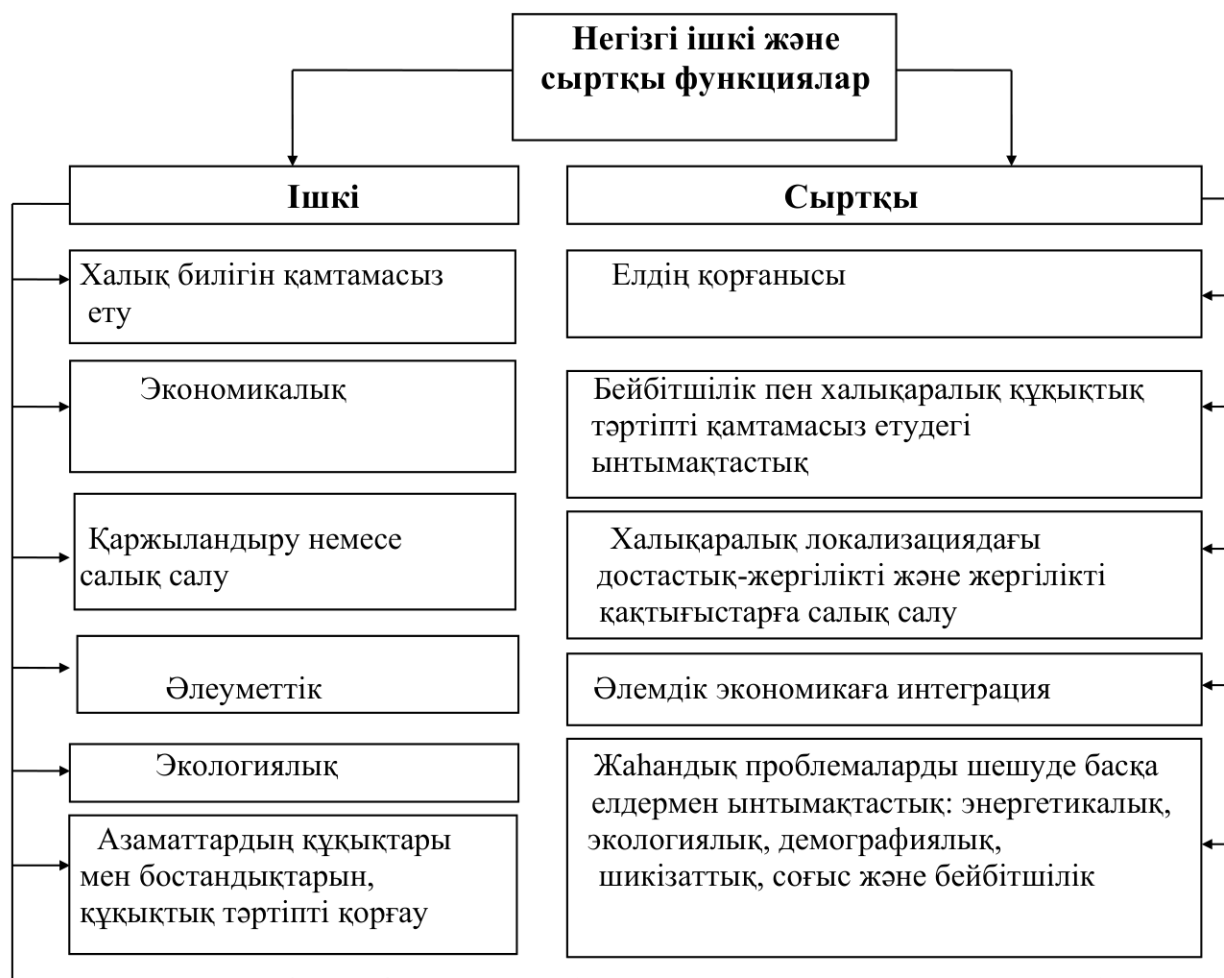 Негізгі ішкі және
сыртқы функциялар
Ішкі
Халық билігін қамтамасыз
ету
Экономикалық
Қаржыландыру немесе
салық салу
Әлеуметтік
Экологиялық
Азаматтардың құқықтары
мен бостандықтарын,
құқықтық тәртіпті қорғау
Сыртқы
Елдің қорғанысы
Бейбітшілік пен халықаралық құқықтық
тәртіпті қамтамасыз етудегі
ынтымақтастық
Халықаралық локализациядағы
достастық-жергілікті және жергілікті
қақтығыстарға салық салу
Әлемдік экономикаға интеграция
Жаһандық проблемаларды шешуде басқа
елдермен ынтымақтастық: энергетикалық,
экологиялық, демографиялық,
шикізаттық, соғыс және бейбітшілік